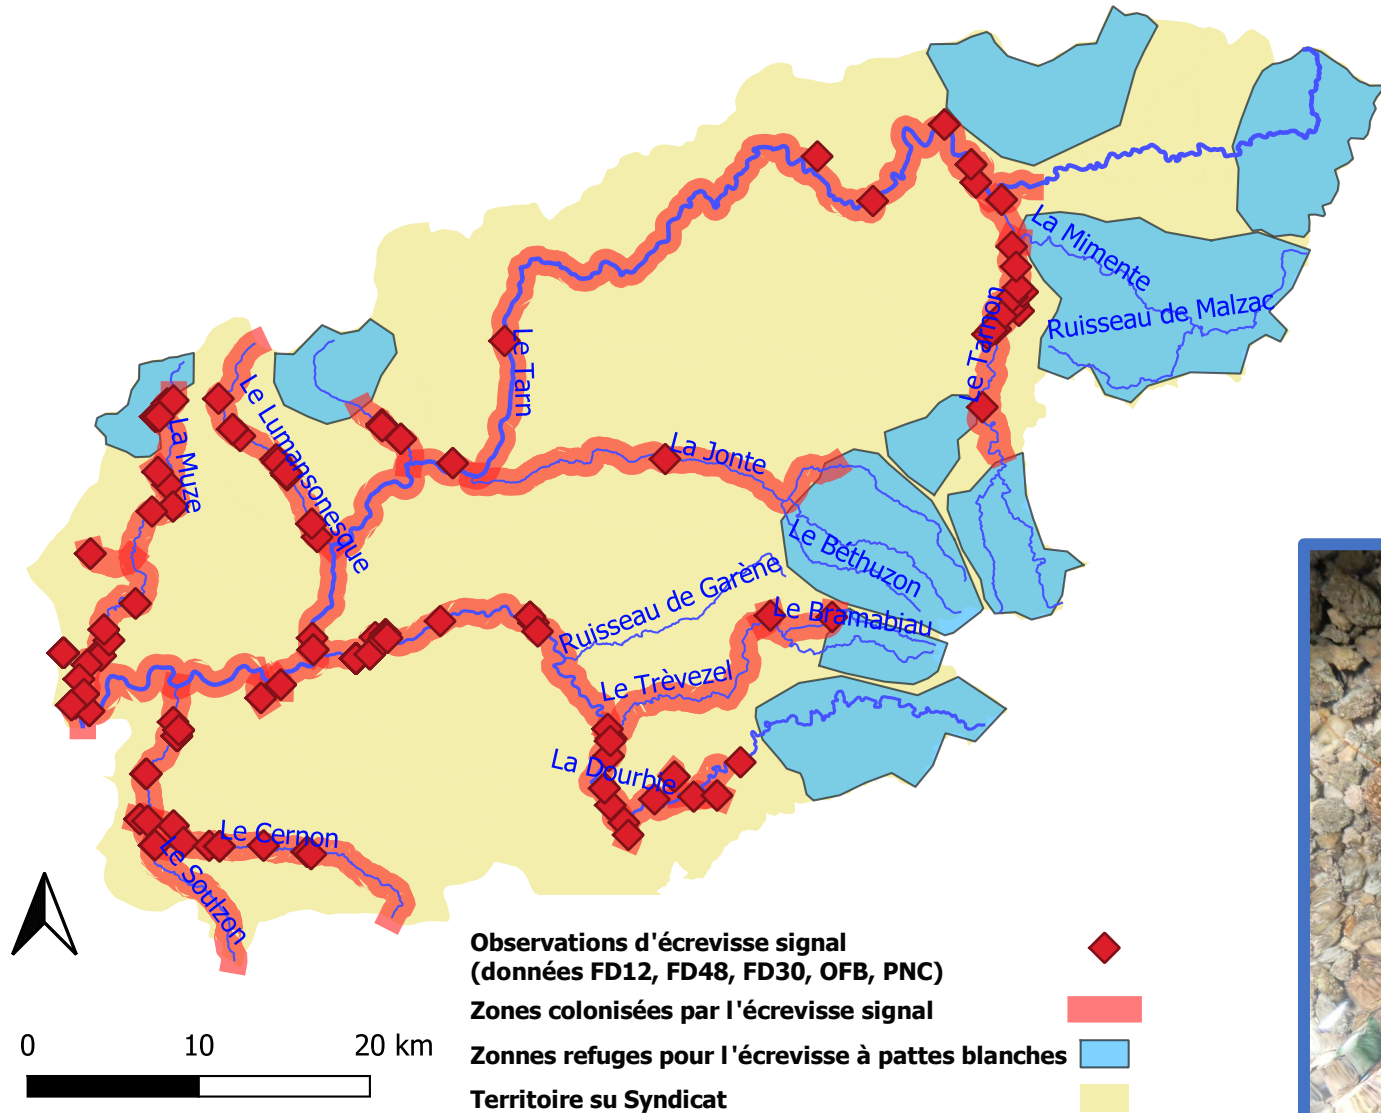 La Mimente
Ruisseau de Malzac
Le Tarnon
Le Tarn
Le Lumansonesque
La Muze
La Jonte
Le Béthuzon
Ruisseau de Garène
Le Bramabiau
Le Trèvezel
La Dourbie
Le Cernon
Le Soulzon
Observations d'écrevisse signal
(données FD12, FD48, FD30, OFB, PNC)
Zones colonisées par l'écrevisse signal
0 10 20 km
Zonnes refuges pour l'écrevisse à pattes blanches
Territoire su Syndicat